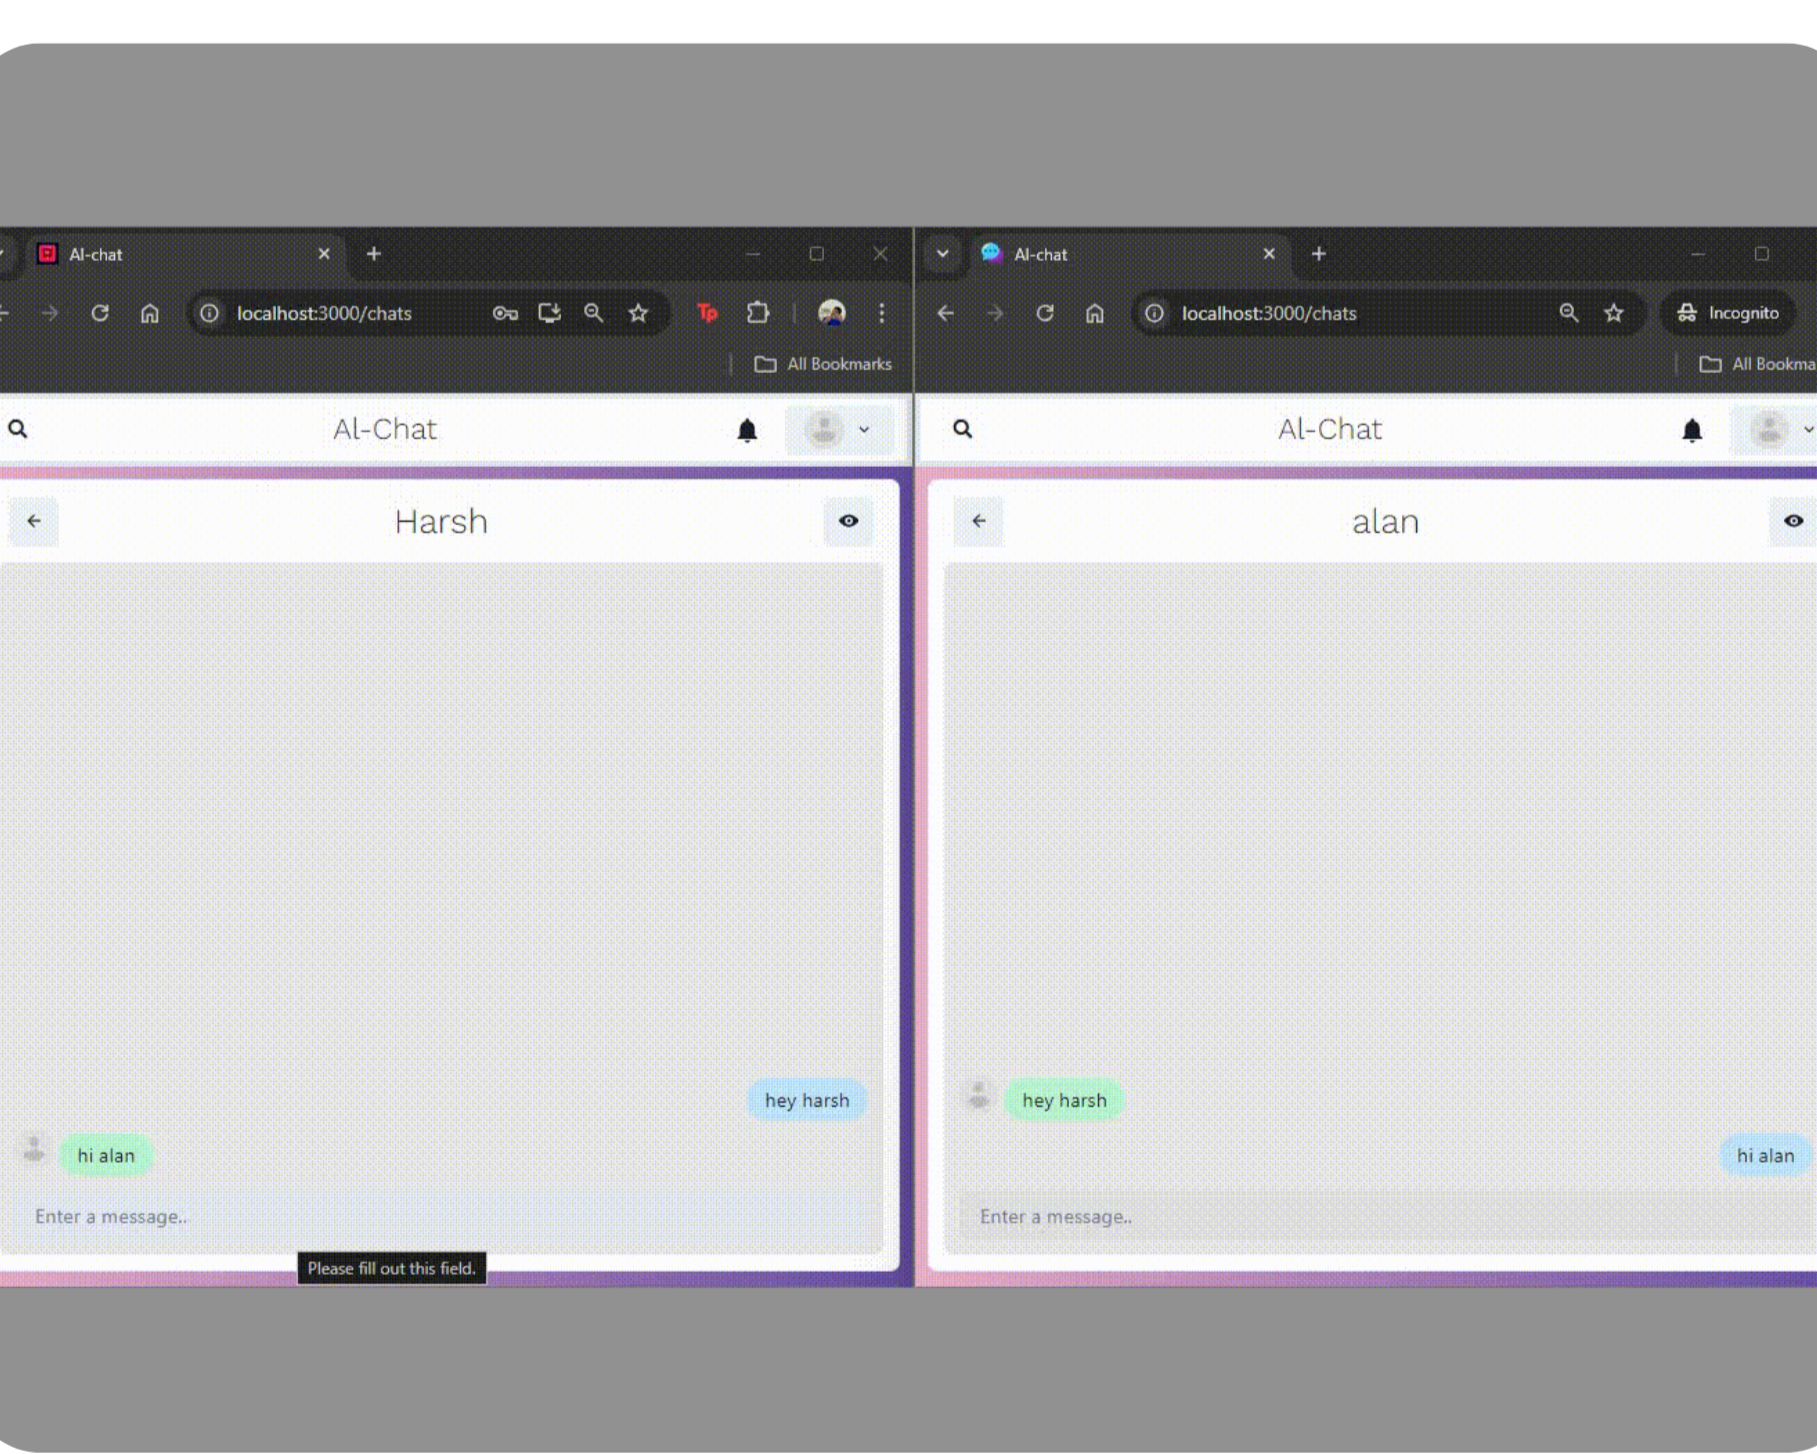 Al-chat
localhost:3000/chats
Tp
All Bookmarks
Al-Chat
Harsh
hey harsh
hi alan
Enter a message..
Please fill out this field.
Al-chat
localhost:3000/chats
Incognito
All Bookma
Al-Chat
alan
hey harsh
hi alan
Enter a message..